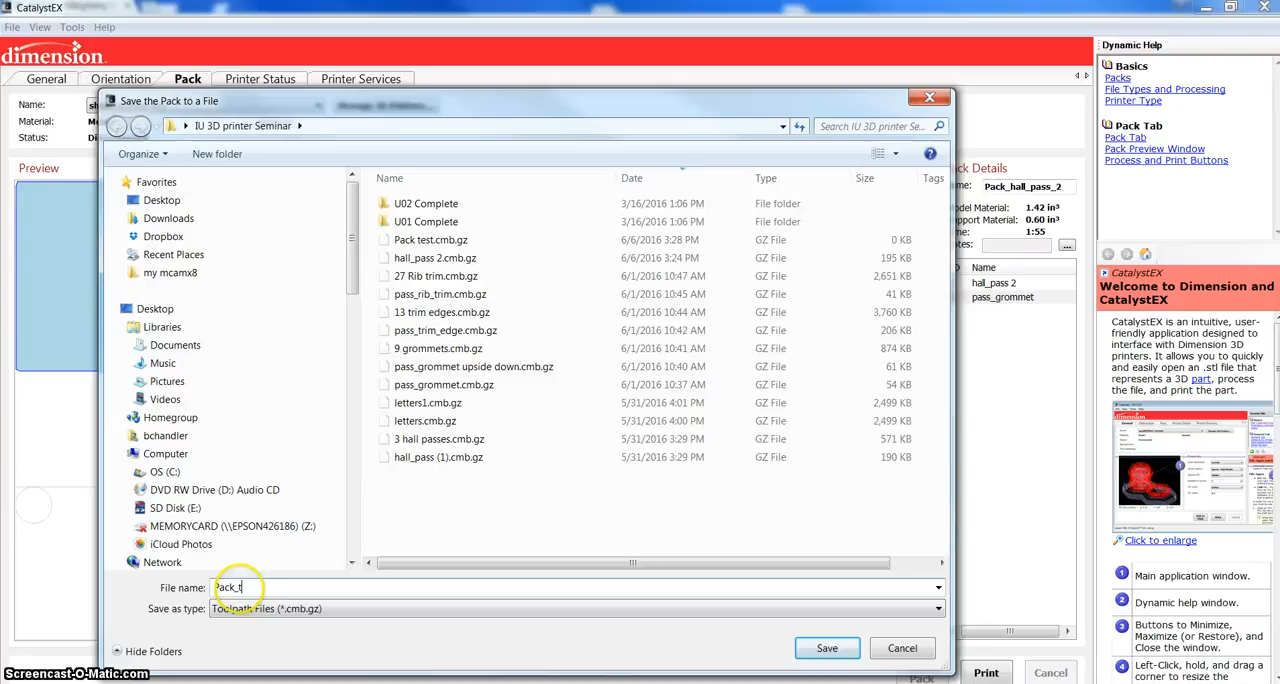 CatalystEX
File View Tools Help
dimension
General Orientation Pack Printer Status Printer Services
Name:
Material:
Status:
Preview
Save the Pack to a File
IU 3D printer Seminar
Search IU 3D printer Se...
Organize New folder
Favorites
Desktop
Downloads
Dropbox
Recent Places
my mcamx8
Desktop
Libraries
Documents
Music
Pictures
Videos
Homegroup
bchandler
Computer
OS (C:)
DVD RW Drive (D:) Audio CD
SD Disk (E:)
MEMORYCARD (\\EPSON426186) (Z:)
iCloud Photos
Network
Name Date Type Size Tags
U02 Complete 3/16/2016 1:06 PM File folder
U01 Complete 3/16/2016 1:06 PM File folder
Pack test.cmb.gz 6/6/2016 3:28 PM GZ File 0 KB
hall_pass 2.cmb.gz 6/6/2016 3:24 PM GZ File 195 KB
27 Rib trim.cmb.gz 6/1/2016 10:47 AM GZ File 2,651 KB
pass_rib_trim.cmb.gz 6/1/2016 10:45 AM GZ File 41 KB
13 trim edges.cmb.gz 6/1/2016 10:44 AM GZ File 3,760 KB
pass_trim_edge.cmb.gz 6/1/2016 10:42 AM GZ File 206 KB
9 grommets.cmb.gz 6/1/2016 10:41 AM GZ File 874 KB
pass_grommet upside down.cmb.gz 6/1/2016 10:40 AM GZ File 61 KB
pass_grommet.cmb.gz 6/1/2016 10:37 AM GZ File 54 KB
letters1.cmb.gz 5/31/2016 4:01 PM GZ File 2,499 KB
letters.cmb.gz 5/31/2016 4:00 PM GZ File 2,499 KB
3 hall passes.cmb.gz 5/31/2016 3:29 PM GZ File 571 KB
hall_pass (1).cmb.gz 5/31/2016 3:29 PM GZ File 190 KB
File name: Pack_t
Save as type: Toolpath Files (*.cmb.gz)
Hide Folders
Save Cancel
Pack Print Cancel
ck Details
me: Pack_hall_pass_2
del Material: 1.42 in³
pport Material: 0.60 in³
me: 1:55
tes: ...
D Name
hall_pass 2
pass_grommet
Dynamic Help
Basics
Packs
File Types and Processing
Printer Type
Pack Tab
Pack Tab
Pack Preview Window
Process and Print Buttons
CatalystEX
Welcome to Dimension and
CatalystEX
CatalystEX is an intuitive, user-
friendly application designed to
interface with Dimension 3D
printers. It allows you to quickly
and easily open an .stl file that
represents a 3D part, process
the file, and print the part.
Click to enlarge
1 Main application window.
2 Dynamic help window.
3 Buttons to Minimize,
Maximize (or Restore), and
Close the window.
4 Left-Click, hold, and drag a
corner to resize the
Screencast-O-Matic.com